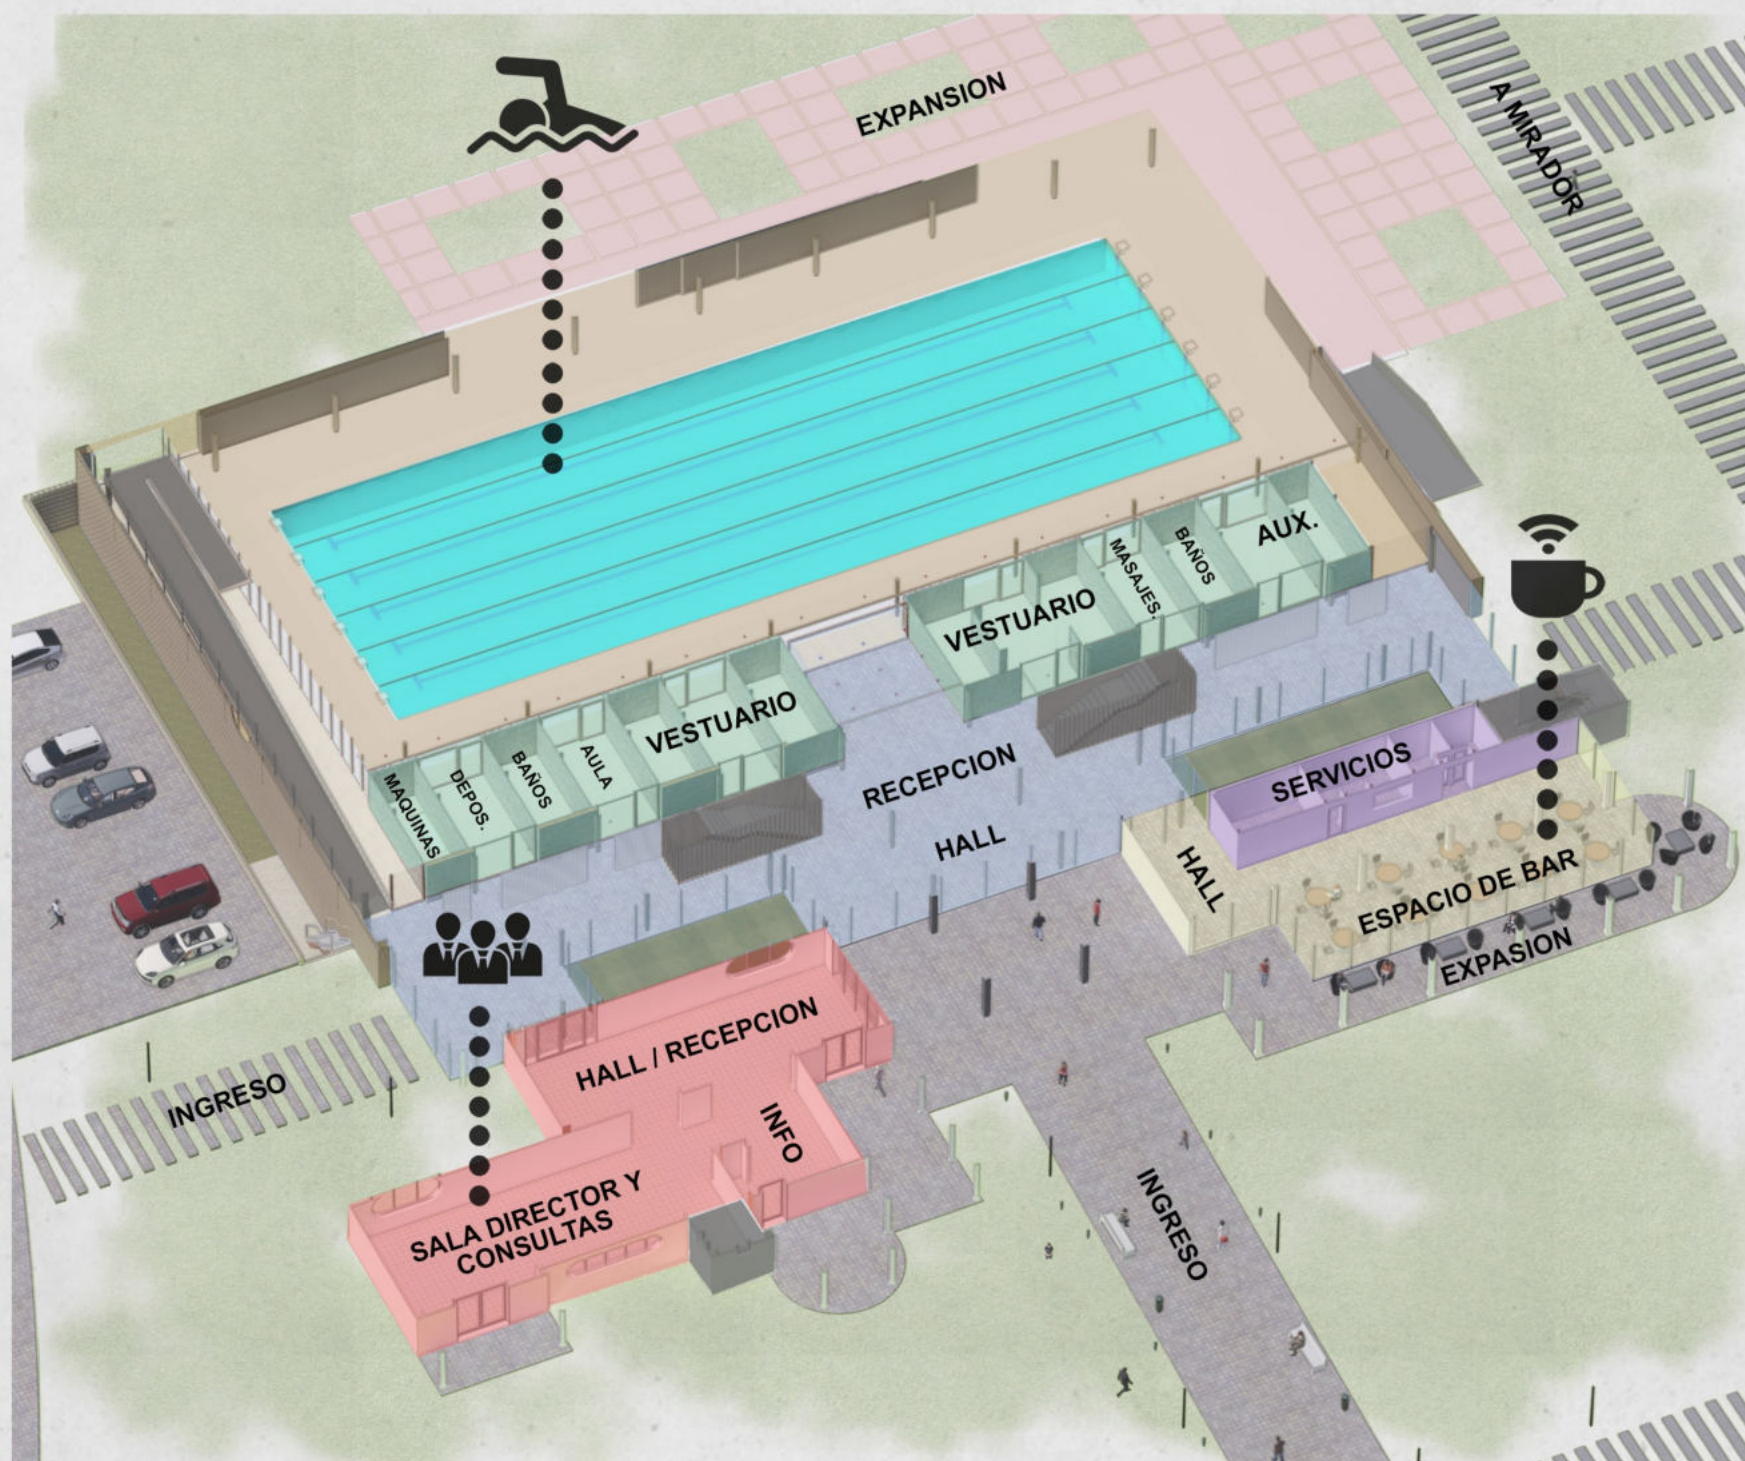 EXPANSION
A MIRADOR
AUX.
BAÑOS
MASAJES.
VESTUARIO
VESTUARIO
AULA
BAÑOS
DEPOS.
MAQUINAS
RECEPCION
HALL
SERVICIOS
HALL
ESPACIO DE BAR
EXPASION
HALL / RECEPCION
INFO
INGRESO
SALA DIRECTOR Y
CONSULTAS
INGRESO